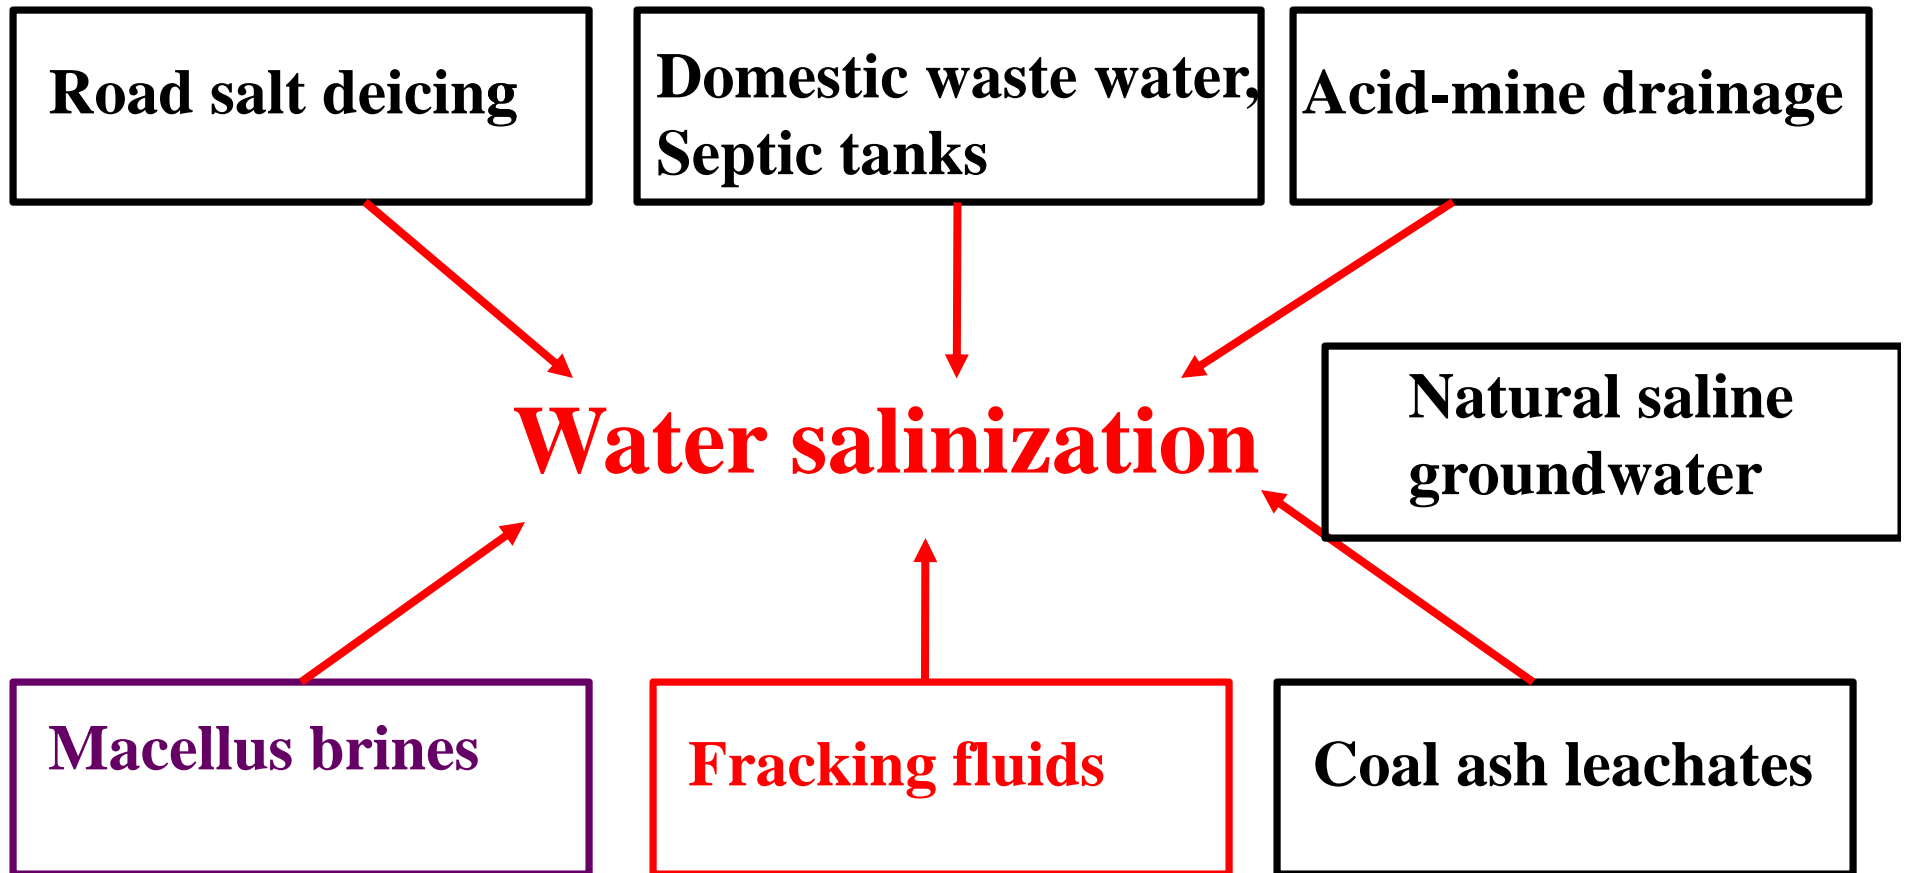 Road salt deicing
Domestic waste water,
Septic tanks
Acid-mine drainage
Water salinization
Natural saline
groundwater
Macellus brines
Fracking fluids
Coal ash leachates